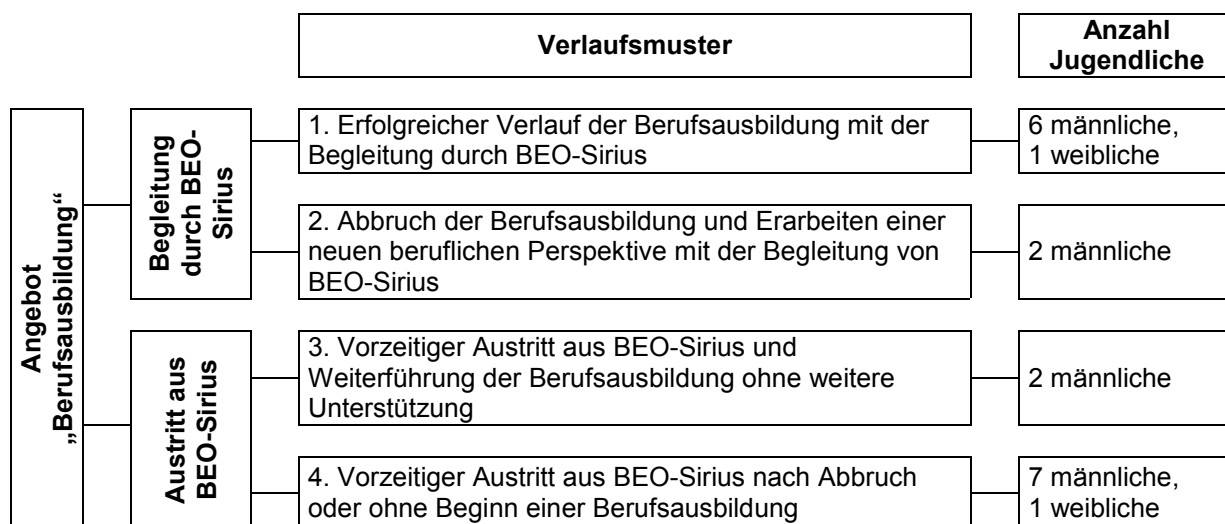 Verlaufsmuster
Anzahl
Jugendliche
Angebot
„Berufsausbildung“
Begleitung
durch BEO-
Sirius
1. Erfolgreicher Verlauf der Berufsausbildung mit der
Begleitung durch BEO-Sirius
6 männliche,
1 weibliche
2. Abbruch der Berufsausbildung und Erarbeiten einer
neuen beruflichen Perspektive mit der Begleitung von
BEO-Sirius
2 männliche
Austritt aus
BEO-Sirius
3. Vorzeitiger Austritt aus BEO-Sirius und
Weiterführung der Berufsausbildung ohne weitere
Unterstützung
2 männliche
4. Vorzeitiger Austritt aus BEO-Sirius nach Abbruch
oder ohne Beginn einer Berufsausbildung
7 männliche,
1 weibliche